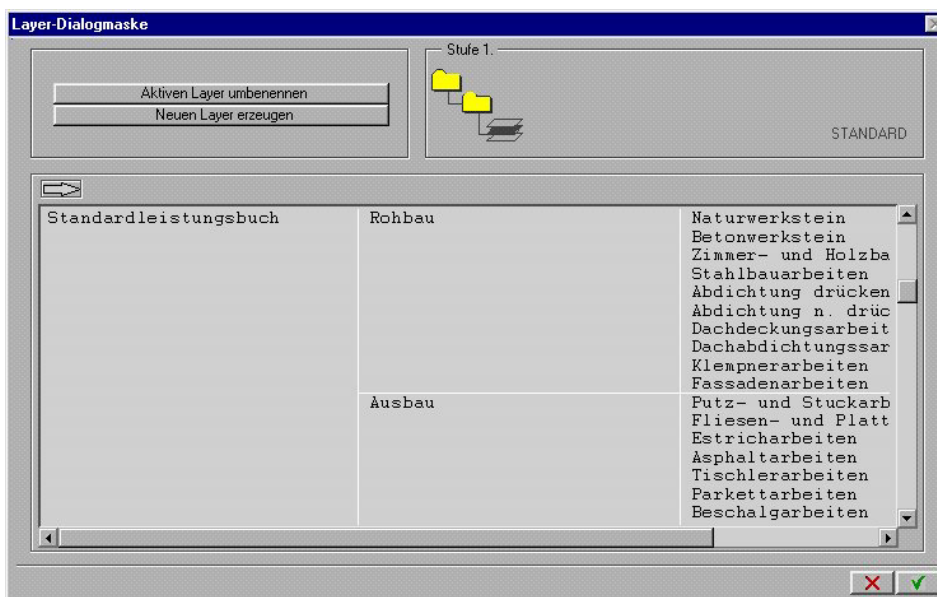 Layer-Dialogmaske
Aktiven Layer umbenennen
Neuen Layer erzeugen
Stufe 1.
STANDARD
Standardleistungsbuch
Rohbau
Naturwerkstein
Betonwerkstein
Zimmer- und Holzba
Stahlbauarbeiten
Abdichtung drücken
Abdichtung n. drüc
Dachdeckungsarbeit
Dachabdichtungssar
Klempnerarbeiten
Fassadenarbeiten
Ausbau
Putz- und Stuckarb
Fliesen- und Platt
Estricharbeiten
Asphaltarbeiten
Tischlerarbeiten
Parkettarbeiten
Beschalgarbeiten